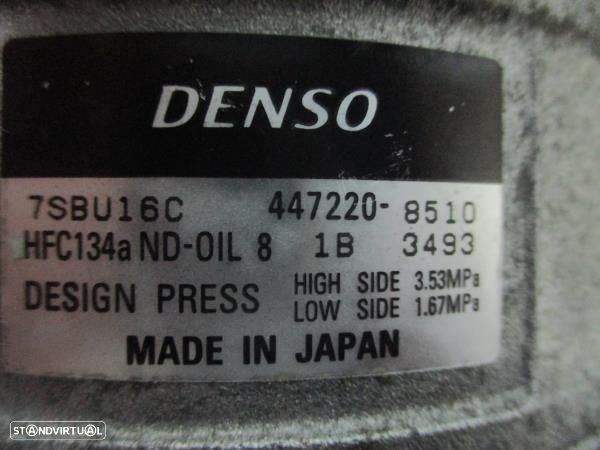 DENSO
7SBU16C 447220-8510
HFC134a ND-OIL 8 1B 3493
DESIGN PRESS HIGH SIDE 3.53MPa
LOW SIDE 1.67MPa
MADE IN JAPAN
STANDVIRTUAL